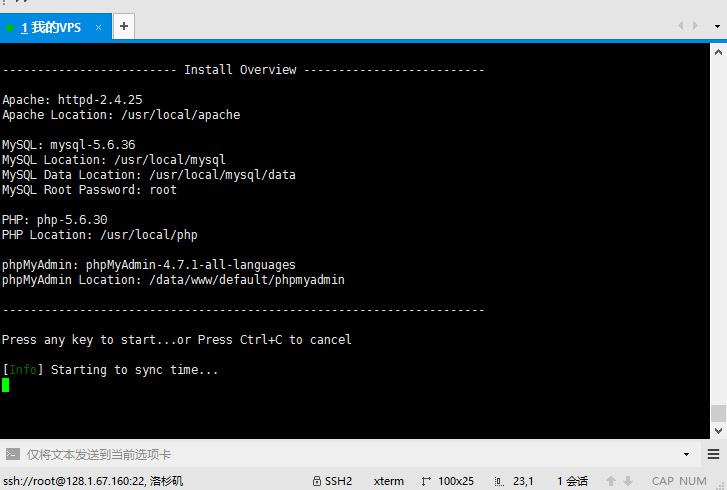 1 我的VPS
------------------------- Install Overview --------------------------
Apache: httpd-2.4.25
Apache Location: /usr/local/apache
MySQL: mysql-5.6.36
MySQL Location: /usr/local/mysql
MySQL Data Location: /usr/local/mysql/data
MySQL Root Password: root
PHP: php-5.6.30
PHP Location: /usr/local/php
phpMyAdmin: phpMyAdmin-4.7.1-all-languages
phpMyAdmin Location: /data/www/default/phpmyadmin
---------------------------------------------------------------------
Press any key to start...or Press Ctrl+C to cancel
[Info] Starting to sync time...
仅将文本发送到当前选项卡
ssh://root@128.1.67.160:22, 洛杉矶 SSH2 xterm 100x25 23,1 1 会话 CAP NUM